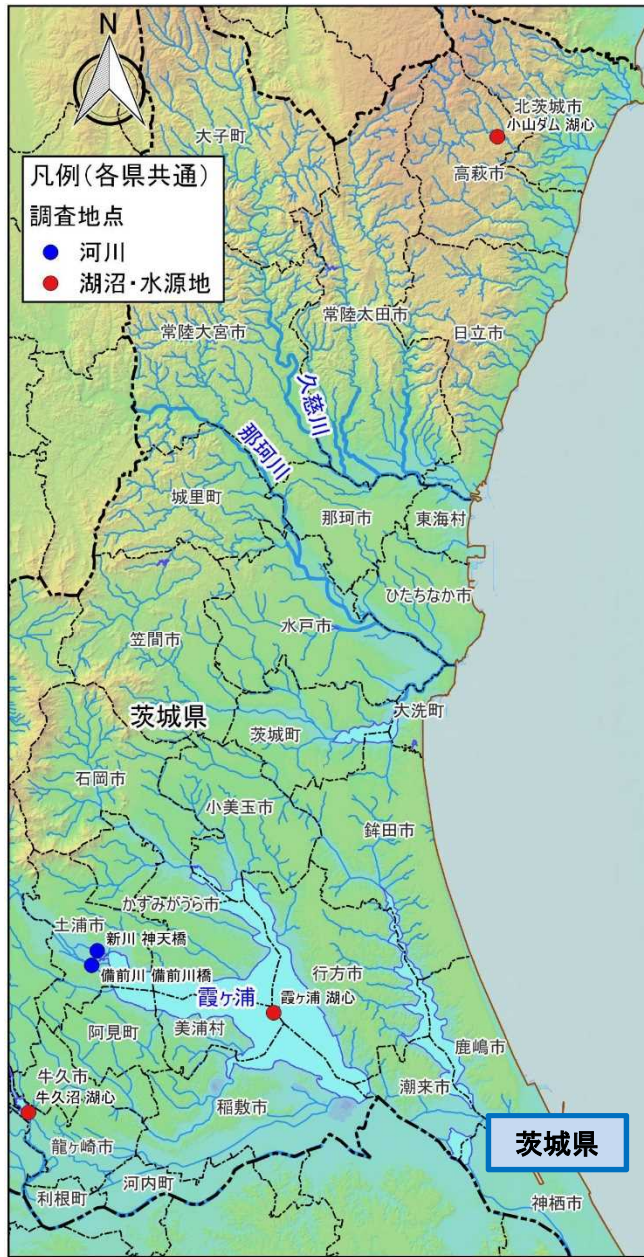 N
北茨城市
小山ダム 湖心
大子町
高萩市
凡例(各県共通)
調査地点
河川
湖沼・水源地
常陸大宮市
常陸太田市
日立市
久慈川
那珂川
城里町
那珂市
東海村
ひたちなか市
水戸市
笠間市
茨城県
大洗町
茨城町
石岡市
小美玉市
鉾田市
かすみがうら市
土浦市
新川 神天橋
備前川 備前川橋
行方市
霞ヶ浦
霞ヶ浦 湖心
阿見町
美浦村
鹿嶋市
潮来市
牛久市
牛久沼 湖心
稲敷市
茨城県
龍ヶ崎市
河内町
利根町
神栖市